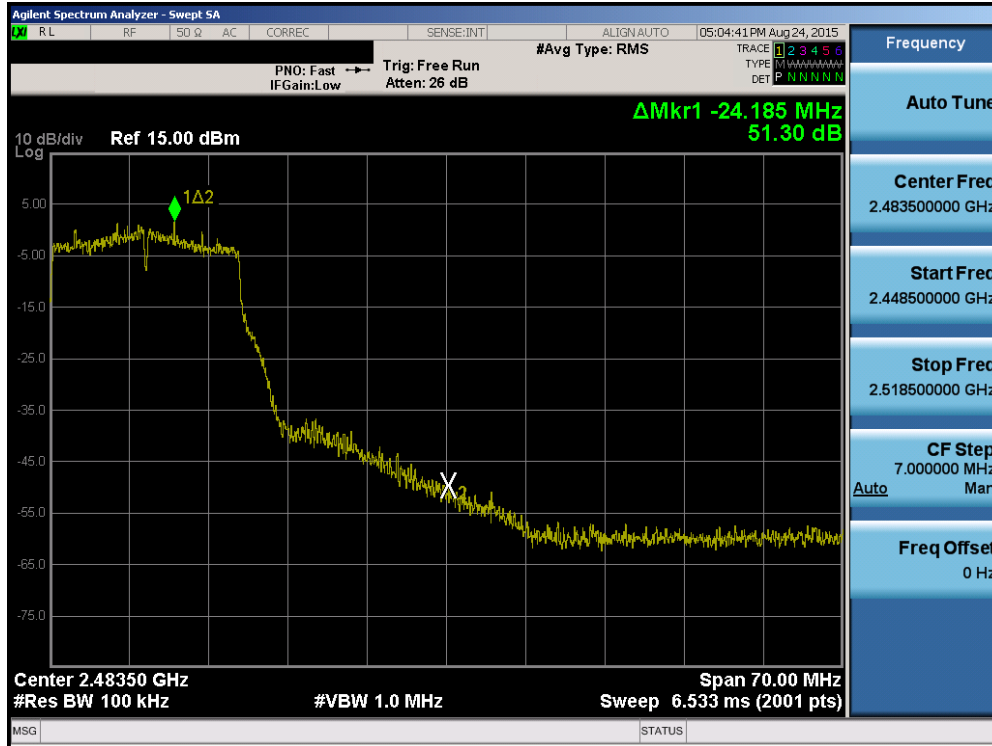 Agilent Spectrum Analyzer - Swept SA
LXI RL RF 50 Ω AC CORREC SENSE:INT ALIGN AUTO 05:04:41 PM Aug 24, 2015
#Avg Type: RMS
TRACE 1 2 3 4 5 6
TYPE M
DET P N N N N N
PNO: Fast
IFGain:Low
Trig: Free Run
Atten: 26 dB
ΔMkr1 -24.185 MHz
51.30 dB
10 dB/div Ref 15.00 dBm
Log
1Δ2
5.00
-5.00
-15.0
-25.0
-35.0
-45.0
2
-55.0
-65.0
-75.0
Center 2.48350 GHz Span 70.00 MHz
#Res BW 100 kHz #VBW 1.0 MHz Sweep 6.533 ms (2001 pts)
MSG STATUS
Frequency
Auto Tune
Center Freq
2.483500000 GHz
Start Freq
2.448500000 GHz
Stop Freq
2.518500000 GHz
CF Step
7.000000 MHz
Auto Man
Freq Offset
0 Hz